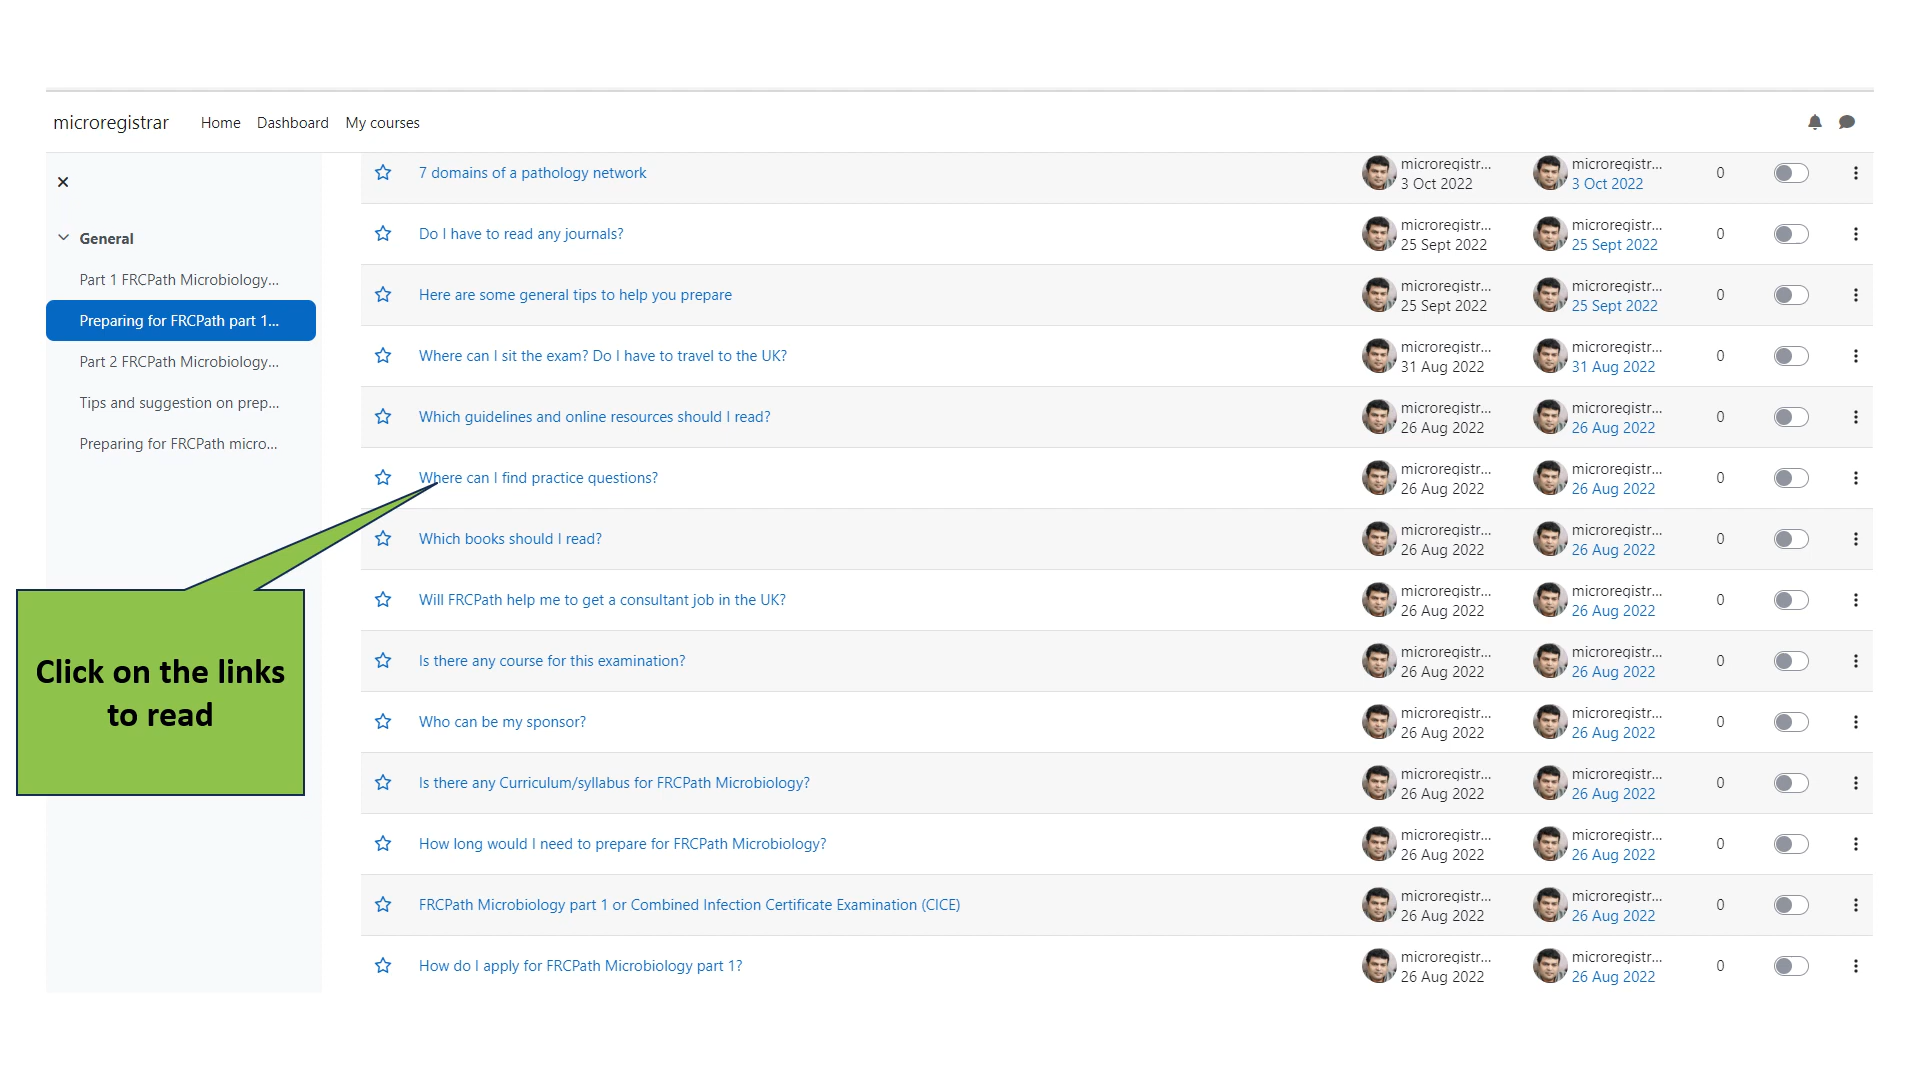 microregistrar Home Dashboard My courses
General
Part 1 FRCPath Microbiology...
Preparing for FRCPath part 1...
Part 2 FRCPath Microbiology...
Tips and suggestion on prep...
Preparing for FRCPath micro...
Click on the links
to read
7 domains of a pathology network microregistr... microregistr... 0
3 Oct 2022 3 Oct 2022
Do I have to read any journals? microregistr... microregistr... 0
25 Sept 2022 25 Sept 2022
Here are some general tips to help you prepare microregistr... microregistr... 0
25 Sept 2022 25 Sept 2022
Where can I sit the exam? Do I have to travel to the UK? microregistr... microregistr... 0
31 Aug 2022 31 Aug 2022
Which guidelines and online resources should I read? microregistr... microregistr... 0
26 Aug 2022 26 Aug 2022
Where can I find practice questions? microregistr... microregistr... 0
26 Aug 2022 26 Aug 2022
Which books should I read? microregistr... microregistr... 0
26 Aug 2022 26 Aug 2022
Will FRCPath help me to get a consultant job in the UK? microregistr... microregistr... 0
26 Aug 2022 26 Aug 2022
Is there any course for this examination? microregistr... microregistr... 0
26 Aug 2022 26 Aug 2022
Who can be my sponsor? microregistr... microregistr... 0
26 Aug 2022 26 Aug 2022
Is there any Curriculum/syllabus for FRCPath Microbiology? microregistr... microregistr... 0
26 Aug 2022 26 Aug 2022
How long would I need to prepare for FRCPath Microbiology? microregistr... microregistr... 0
26 Aug 2022 26 Aug 2022
FRCPath Microbiology part 1 or Combined Infection Certificate Examination (CICE) microregistr... microregistr... 0
26 Aug 2022 26 Aug 2022
How do I apply for FRCPath Microbiology part 1? microregistr... microregistr... 0
26 Aug 2022 26 Aug 2022